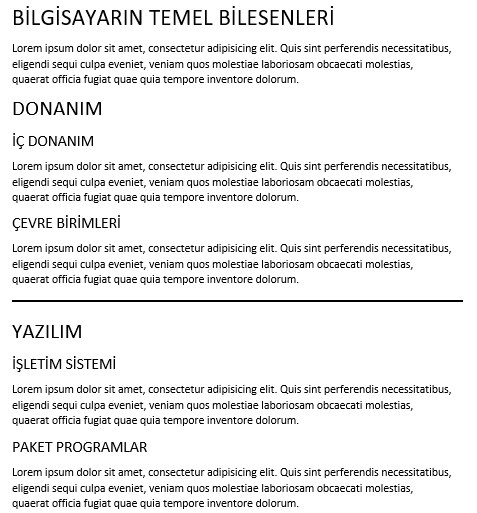 BİLGİSAYARIN TEMEL BİLESENLERİ
Lorem ipsum dolor sit amet, consectetur adipisicing elit. Quis sint perferendis necessitatibus,
eligendi sequi culpa eveniet, veniam quos molestiae laboriosam obcaecati molestias,
quaerat officia fugiat quae quia tempore inventore dolorum.
DONANIM
İÇ DONANIM
Lorem ipsum dolor sit amet, consectetur adipisicing elit. Quis sint perferendis necessitatibus,
eligendi sequi culpa eveniet, veniam quos molestiae laboriosam obcaecati molestias,
quaerat officia fugiat quae quia tempore inventore dolorum.
ÇEVRE BİRİMLERİ
Lorem ipsum dolor sit amet, consectetur adipisicing elit. Quis sint perferendis necessitatibus,
eligendi sequi culpa eveniet, veniam quos molestiae laboriosam obcaecati molestias,
quaerat officia fugiat quae quia tempore inventore dolorum.
YAZILIM
İŞLETİM SİSTEMİ
Lorem ipsum dolor sit amet, consectetur adipisicing elit. Quis sint perferendis necessitatibus,
eligendi sequi culpa eveniet, veniam quos molestiae laboriosam obcaecati molestias,
quaerat officia fugiat quae quia tempore inventore dolorum.
PAKET PROGRAMLAR
Lorem ipsum dolor sit amet, consectetur adipisicing elit. Quis sint perferendis necessitatibus,
eligendi sequi culpa eveniet, veniam quos molestiae laboriosam obcaecati molestias,
quaerat officia fugiat quae quia tempore inventore dolorum.